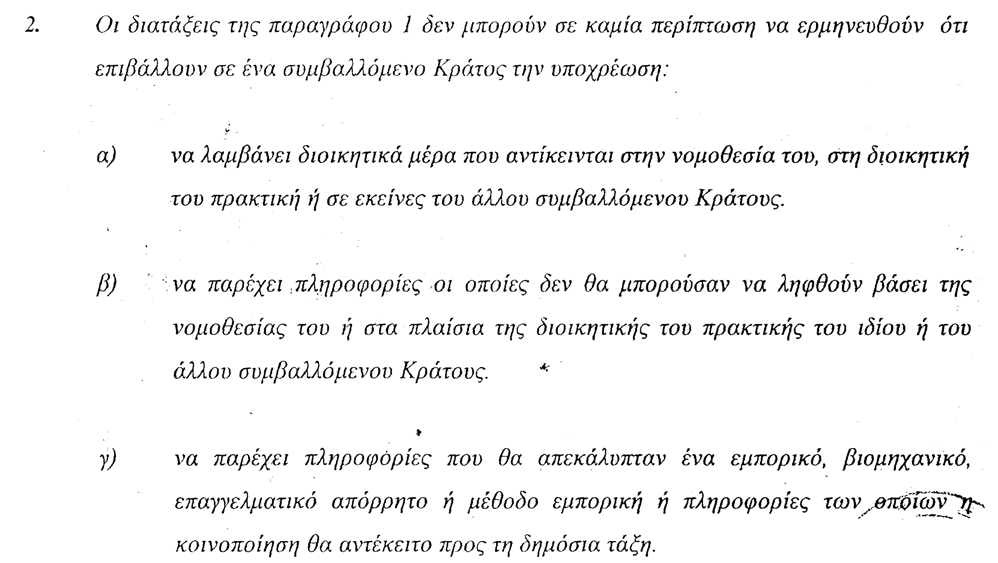 2. Οι διατάξεις της παραγράφου 1 δεν μπορούν σε καμία περίπτωση να ερμηνευθούν ότι
επιβάλλουν σε ένα συμβαλλόμενο Κράτος την υποχρέωση:
α) να λαμβάνει διοικητικά μέρα που αντίκεινται στην νομοθεσία του, στη διοικητική
του πρακτική ή σε εκείνες του άλλου συμβαλλόμενου Κράτους.
β) να παρέχει πληροφορίες οι οποίες δεν θα μπορούσαν να ληφθούν βάσει της
νομοθεσίας του ή στα πλαίσια της διοικητικής του πρακτικής του ιδίου ή του
άλλου συμβαλλόμενου Κράτους.
γ) να παρέχει πληροφορίες που θα απεκάλυπταν ένα εμπορικό, βιομηχανικό,
επαγγελματικό απόρρητο ή μέθοδο εμπορική ή πληροφορίες των οποίων η
κοινοποίηση θα αντέκειτο προς τη δημόσια τάξη.